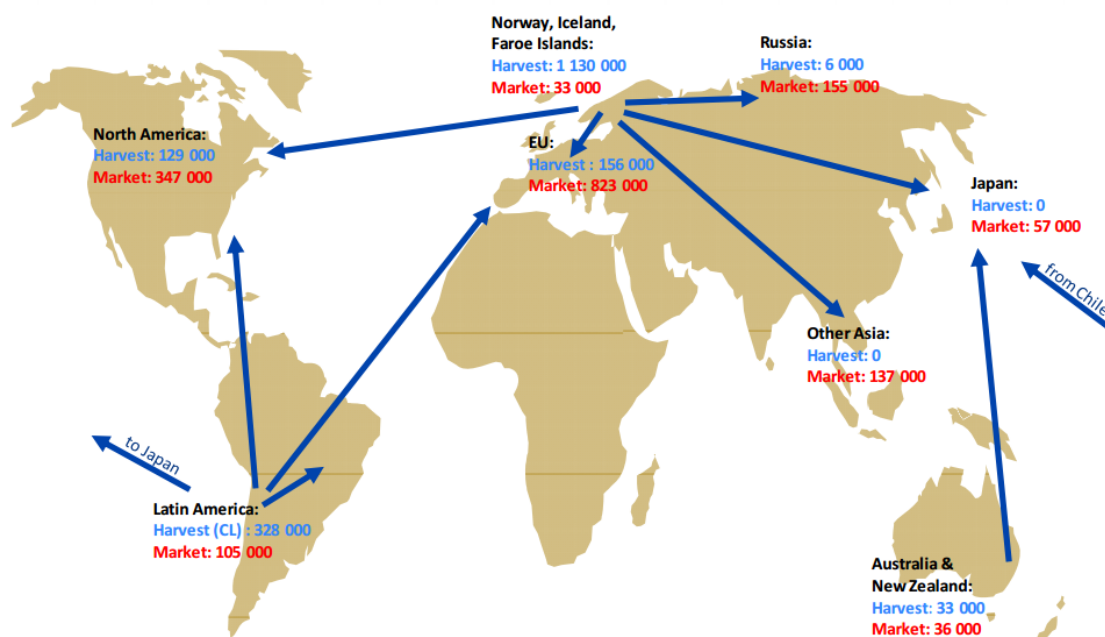 Norway, Iceland,
Faroe Islands:
Harvest: 1 130 000
Market: 33 000
Russia:
Harvest: 6 000
Market: 155 000
North America:
Harvest: 129 000
Market: 347 000
EU:
Harvest : 156 000
Market: 823 000
Japan:
Harvest: 0
Market: 57 000
from Chile
Other Asia:
Harvest: 0
Market: 137 000
to Japan
Latin America:
Harvest (CL) : 328 000
Market: 105 000
Australia &
New Zealand:
Harvest: 33 000
Market: 36 000